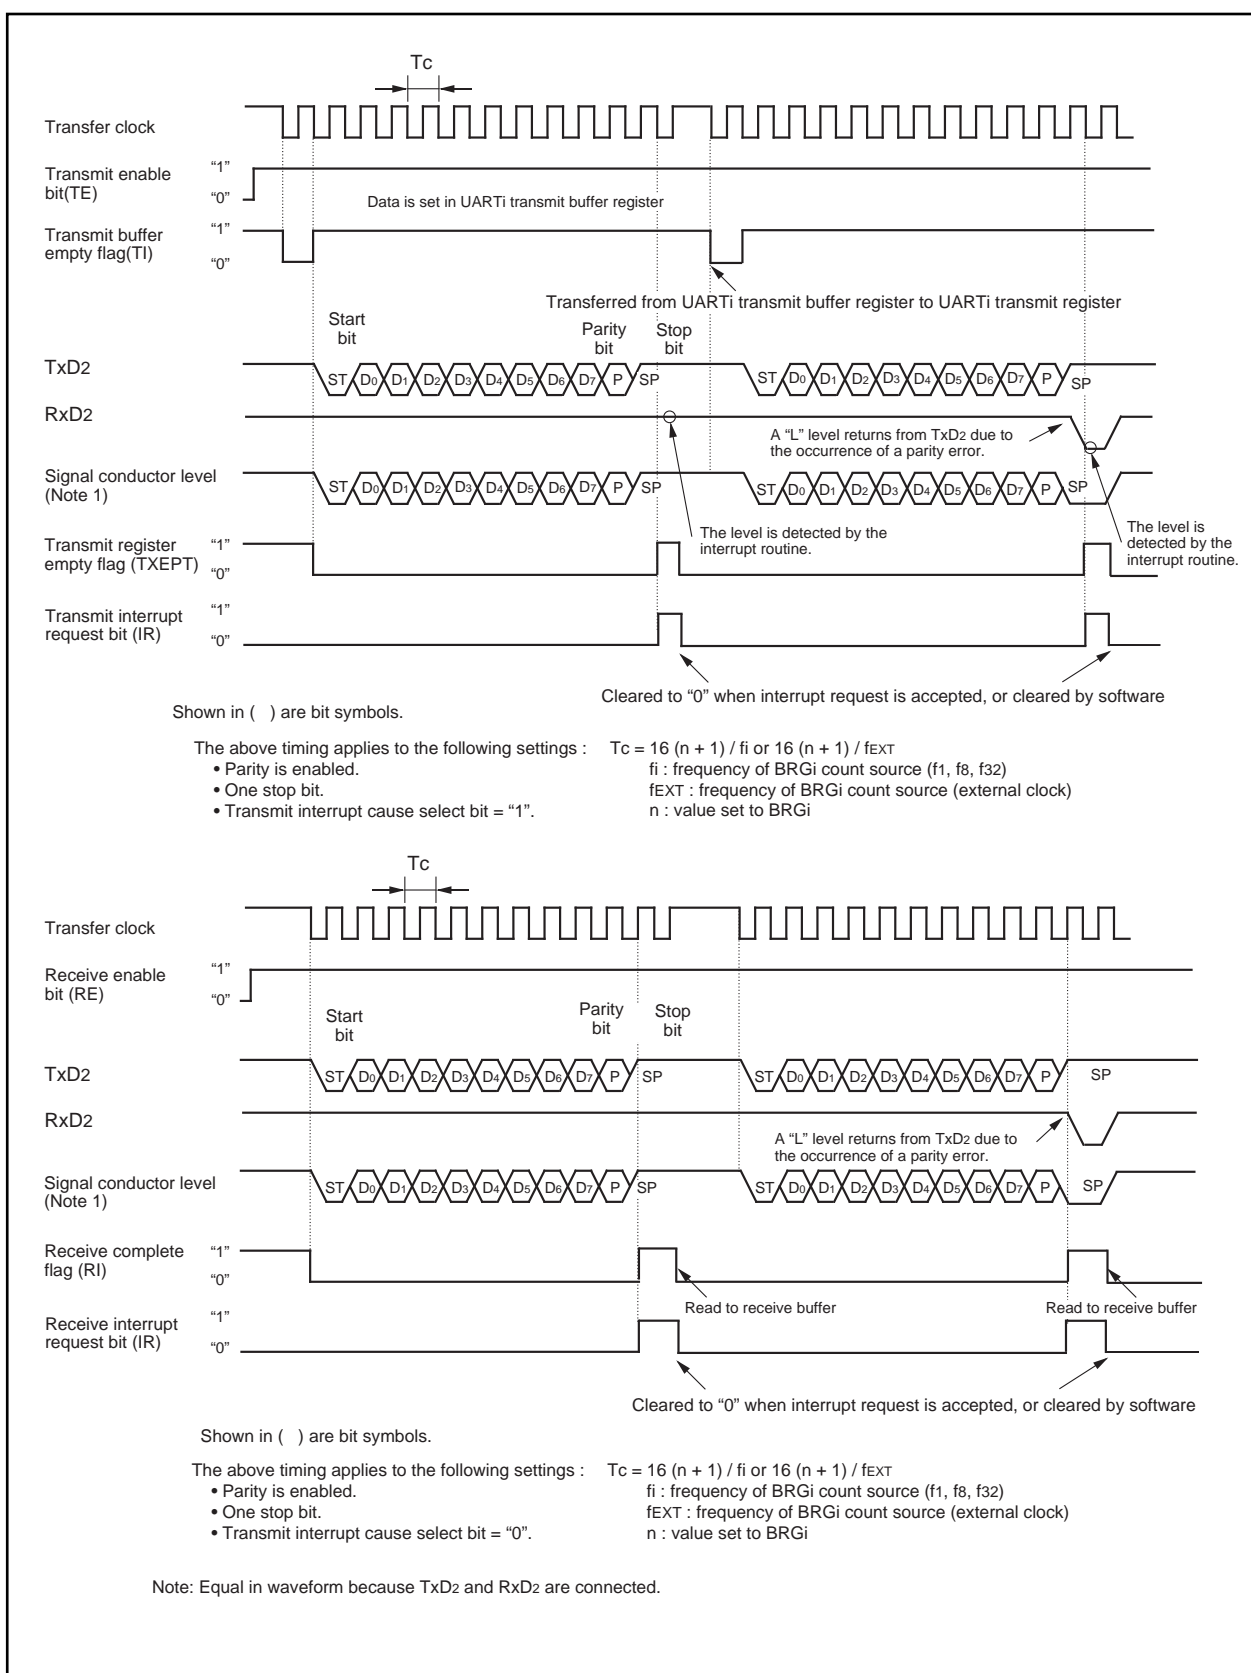 Tc
Transfer clock
Transmit enable
bit(TE)
“1”
“0”
Data is set in UARTi transmit buffer register
Transmit buffer
empty flag(TI)
“1”
“0”
Transferred from UARTi transmit buffer register to UARTi transmit register
Start
bit
Parity
bit
Stop
bit
TxD2
ST D0 D1 D2 D3 D4 D5 D6 D7 P SP
ST D0 D1 D2 D3 D4 D5 D6 D7 P SP
RxD2
A “L” level returns from TxD2 due to
the occurrence of a parity error.
Signal conductor level
(Note 1)
ST D0 D1 D2 D3 D4 D5 D6 D7 P SP
ST D0 D1 D2 D3 D4 D5 D6 D7 P SP
The level is detected by the
interrupt routine.
The level is
detected by the
interrupt routine.
Transmit register
empty flag (TXEPT)
“1”
“0”
Transmit interrupt
request bit (IR)
“1”
“0”
Cleared to “0” when interrupt request is accepted, or cleared by software
Shown in ( ) are bit symbols.
The above timing applies to the following settings :
• Parity is enabled.
• One stop bit.
• Transmit interrupt cause select bit = “1”.
Tc = 16 (n + 1) / fi or 16 (n + 1) / fEXT
fi : frequency of BRGi count source (f1, f8, f32)
fEXT : frequency of BRGi count source (external clock)
n : value set to BRGi
Tc
Transfer clock
Receive enable
bit (RE)
“1”
“0”
Start
bit
Parity
bit
Stop
bit
TxD2
ST D0 D1 D2 D3 D4 D5 D6 D7 P SP
ST D0 D1 D2 D3 D4 D5 D6 D7 P SP
RxD2
A “L” level returns from TxD2 due to
the occurrence of a parity error.
Signal conductor level
(Note 1)
ST D0 D1 D2 D3 D4 D5 D6 D7 P SP
ST D0 D1 D2 D3 D4 D5 D6 D7 P SP
Receive complete
flag (RI)
“1”
“0”
Read to receive buffer
Read to receive buffer
Receive interrupt
request bit (IR)
“1”
“0”
Cleared to “0” when interrupt request is accepted, or cleared by software
Shown in ( ) are bit symbols.
The above timing applies to the following settings :
• Parity is enabled.
• One stop bit.
• Transmit interrupt cause select bit = “0”.
Tc = 16 (n + 1) / fi or 16 (n + 1) / fEXT
fi : frequency of BRGi count source (f1, f8, f32)
fEXT : frequency of BRGi count source (external clock)
n : value set to BRGi
Note: Equal in waveform because TxD2 and RxD2 are connected.